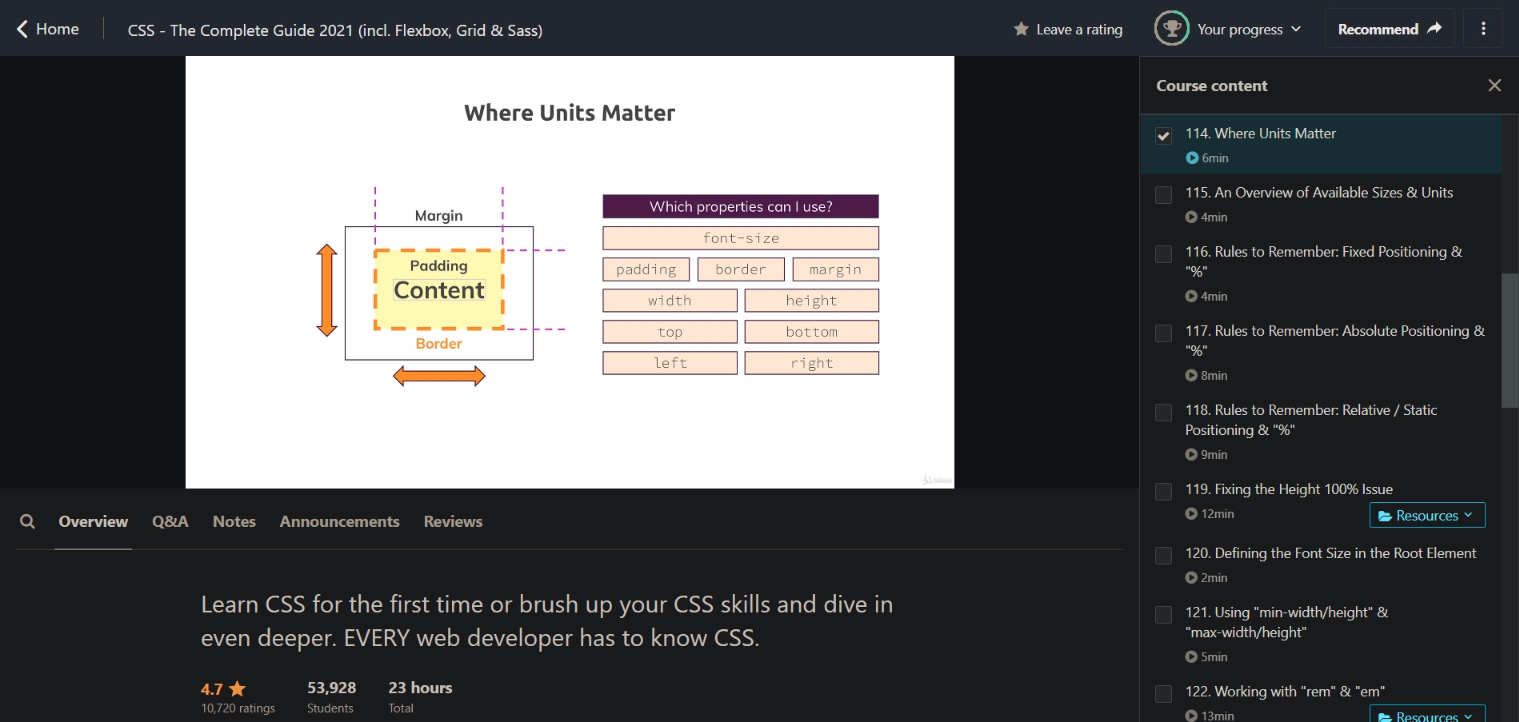 Home
CSS - The Complete Guide 2021 (incl. Flexbox, Grid & Sass)
Leave a rating
Your progress
Recommend
Where Units Matter
Margin
Padding
Content
Border
Which properties can I use?
font-size
padding border margin
width height
top bottom
left right
Course content
114. Where Units Matter
6min
115. An Overview of Available Sizes & Units
4min
116. Rules to Remember: Fixed Positioning &
"%"
4min
117. Rules to Remember: Absolute Positioning &
"%"
8min
118. Rules to Remember: Relative / Static
Positioning & "%"
9min
119. Fixing the Height 100% Issue
12min
Resources
120. Defining the Font Size in the Root Element
2min
121. Using "min-width/height" &
"max-width/height"
5min
122. Working with "rem" & "em"
13min
Resources
Overview Q&A Notes Announcements Reviews
Learn CSS for the first time or brush up your CSS skills and dive in
even deeper. EVERY web developer has to know CSS.
4.7 53,928 23 hours
10,720 ratings Students Total